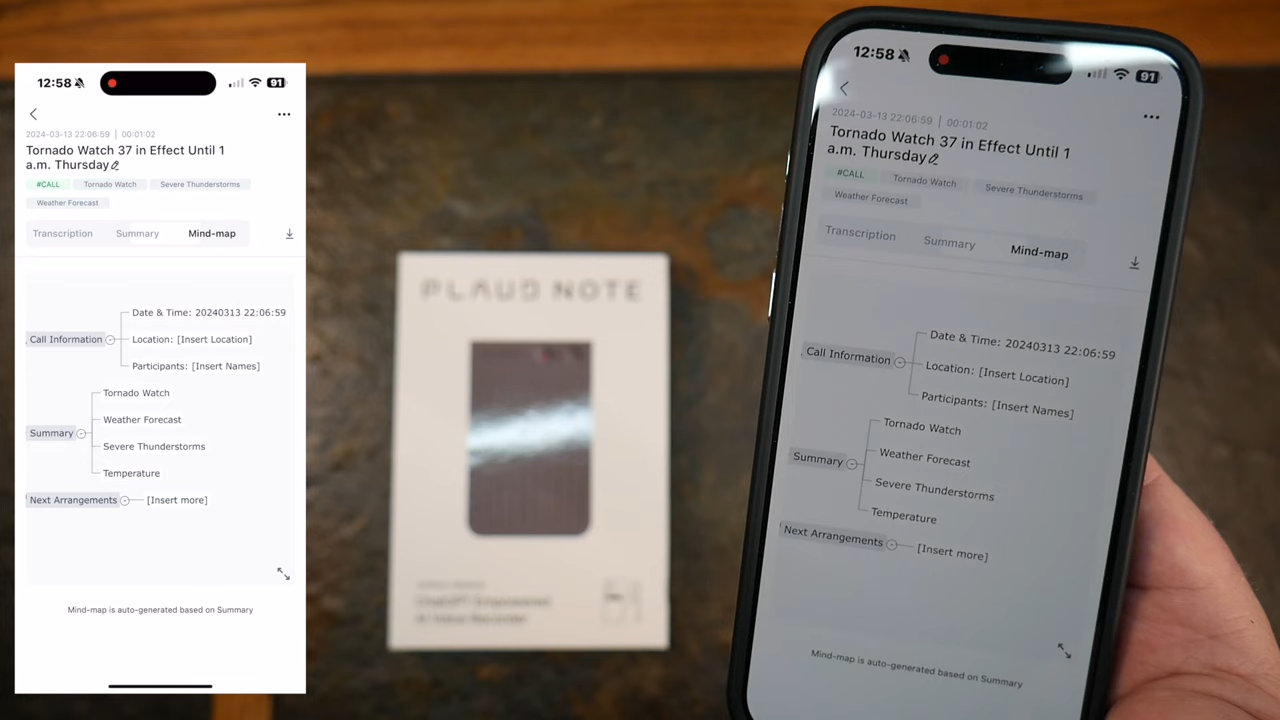 12:58
91
2024-03-13 22:06:59 | 00:01:02
Tornado Watch 37 in Effect Until 1
a.m. Thursday
#CALL Tornado Watch Severe Thunderstorms
Weather Forecast
Transcription Summary Mind-map
Call Information
Date & Time: 20240313 22:06:59
Location: [Insert Location]
Participants: [Insert Names]
Summary
Tornado Watch
Weather Forecast
Severe Thunderstorms
Temperature
Next Arrangements
[Insert more]
Mind-map is auto-generated based on Summary
PLAUD NOTE
ChatGPT Empowered
AI Voice Recorder
12:58
91
2024-03-13 22:06:59 | 00:01:02
Tornado Watch 37 in Effect Until 1
a.m. Thursday
#CALL Tornado Watch Severe Thunderstorms
Weather Forecast
Transcription Summary Mind-map
Call Information
Date & Time: 20240313 22:06:59
Location: [Insert Location]
Participants: [Insert Names]
Summary
Tornado Watch
Weather Forecast
Severe Thunderstorms
Temperature
Next Arrangements
[Insert more]
Mind-map is auto-generated based on Summary